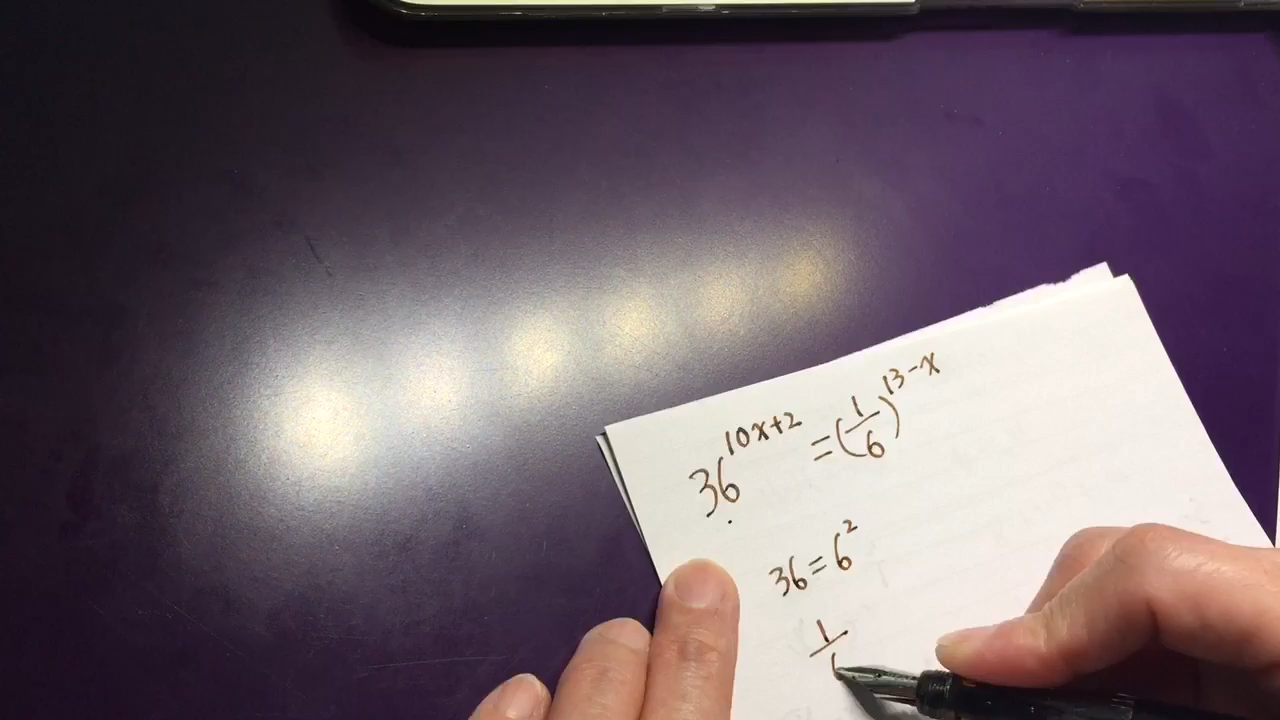 36^{10x+2} = (1/6)^{13-x}
36 = 6^2
1/